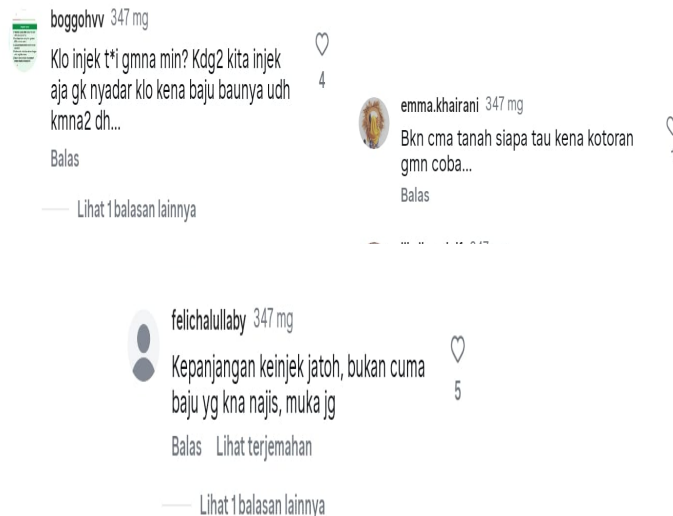 boggohvv 347 mg
Klo injek t*i gmna min? Kdg2 kita injek
aja gk nyadar klo kena baju baunya udh
kmna2 dh...
4
Balas
Lihat 1 balasan lainnya
emma.khairani 347 mg
Bkn cma tanah siapa tau kena kotoran
gmn coba...
Balas
felichalullaby 347 mg
Kepanjangan keinjek jatoh, bukan cuma
baju yg kna najis, muka jg
5
Balas Lihat terjemahan
Lihat 1 balasan lainnya